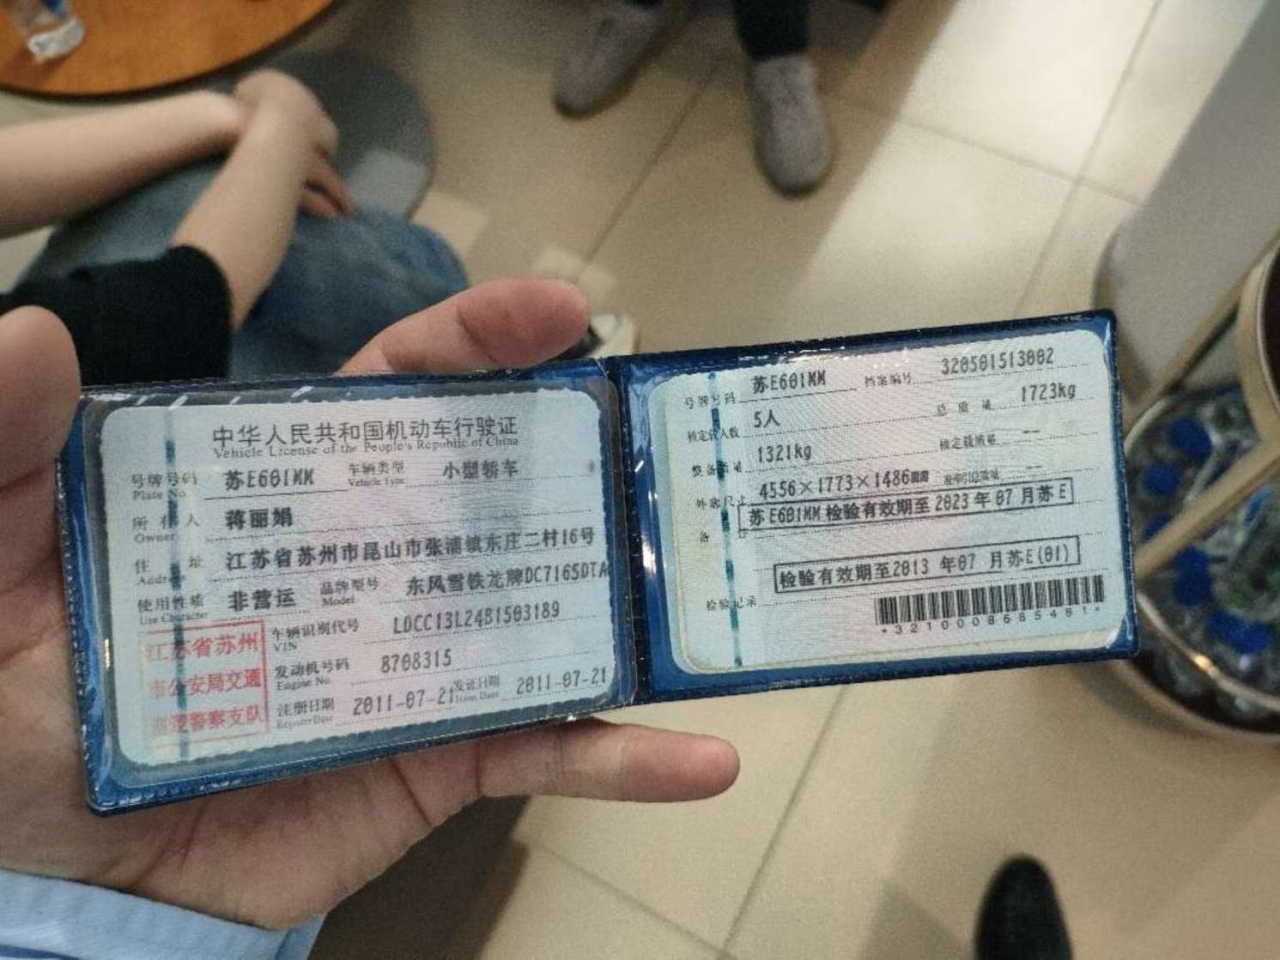 中华人民共和国机动车行驶证
Vehicle License of the People's Republic of China
号牌号码 苏E601MM 车辆类型 小型轿车
Plate No. Vehicle Type
所有人 蒋丽娟
Owner
住址 江苏省苏州市昆山市张浦镇东庄二村16号
Address
使用性质 非营运 品牌型号 东风雪铁龙牌DC7165DTA
Use Character Model
江苏省苏州
市公安局交通
巡逻警察支队
车辆识别代号 LDCC13L24B1503189
VIN
发动机号码 8708315
Engine No.
注册日期 2011-07-21 发证日期 2011-07-21
Register Date Issue Date
号牌号码 苏E601MM 档案编号 320501513002
核定载人数 5人 总质量 1723kg
整备质量 1321kg 核定载质量 --
外廓尺寸 4556×1773×1486mm 准牵引总质量 --
备注 苏E601MM检验有效期至2023年07月苏E
检验有效期至2013 年07 月苏E(01)
检验记录
*3210008685461*